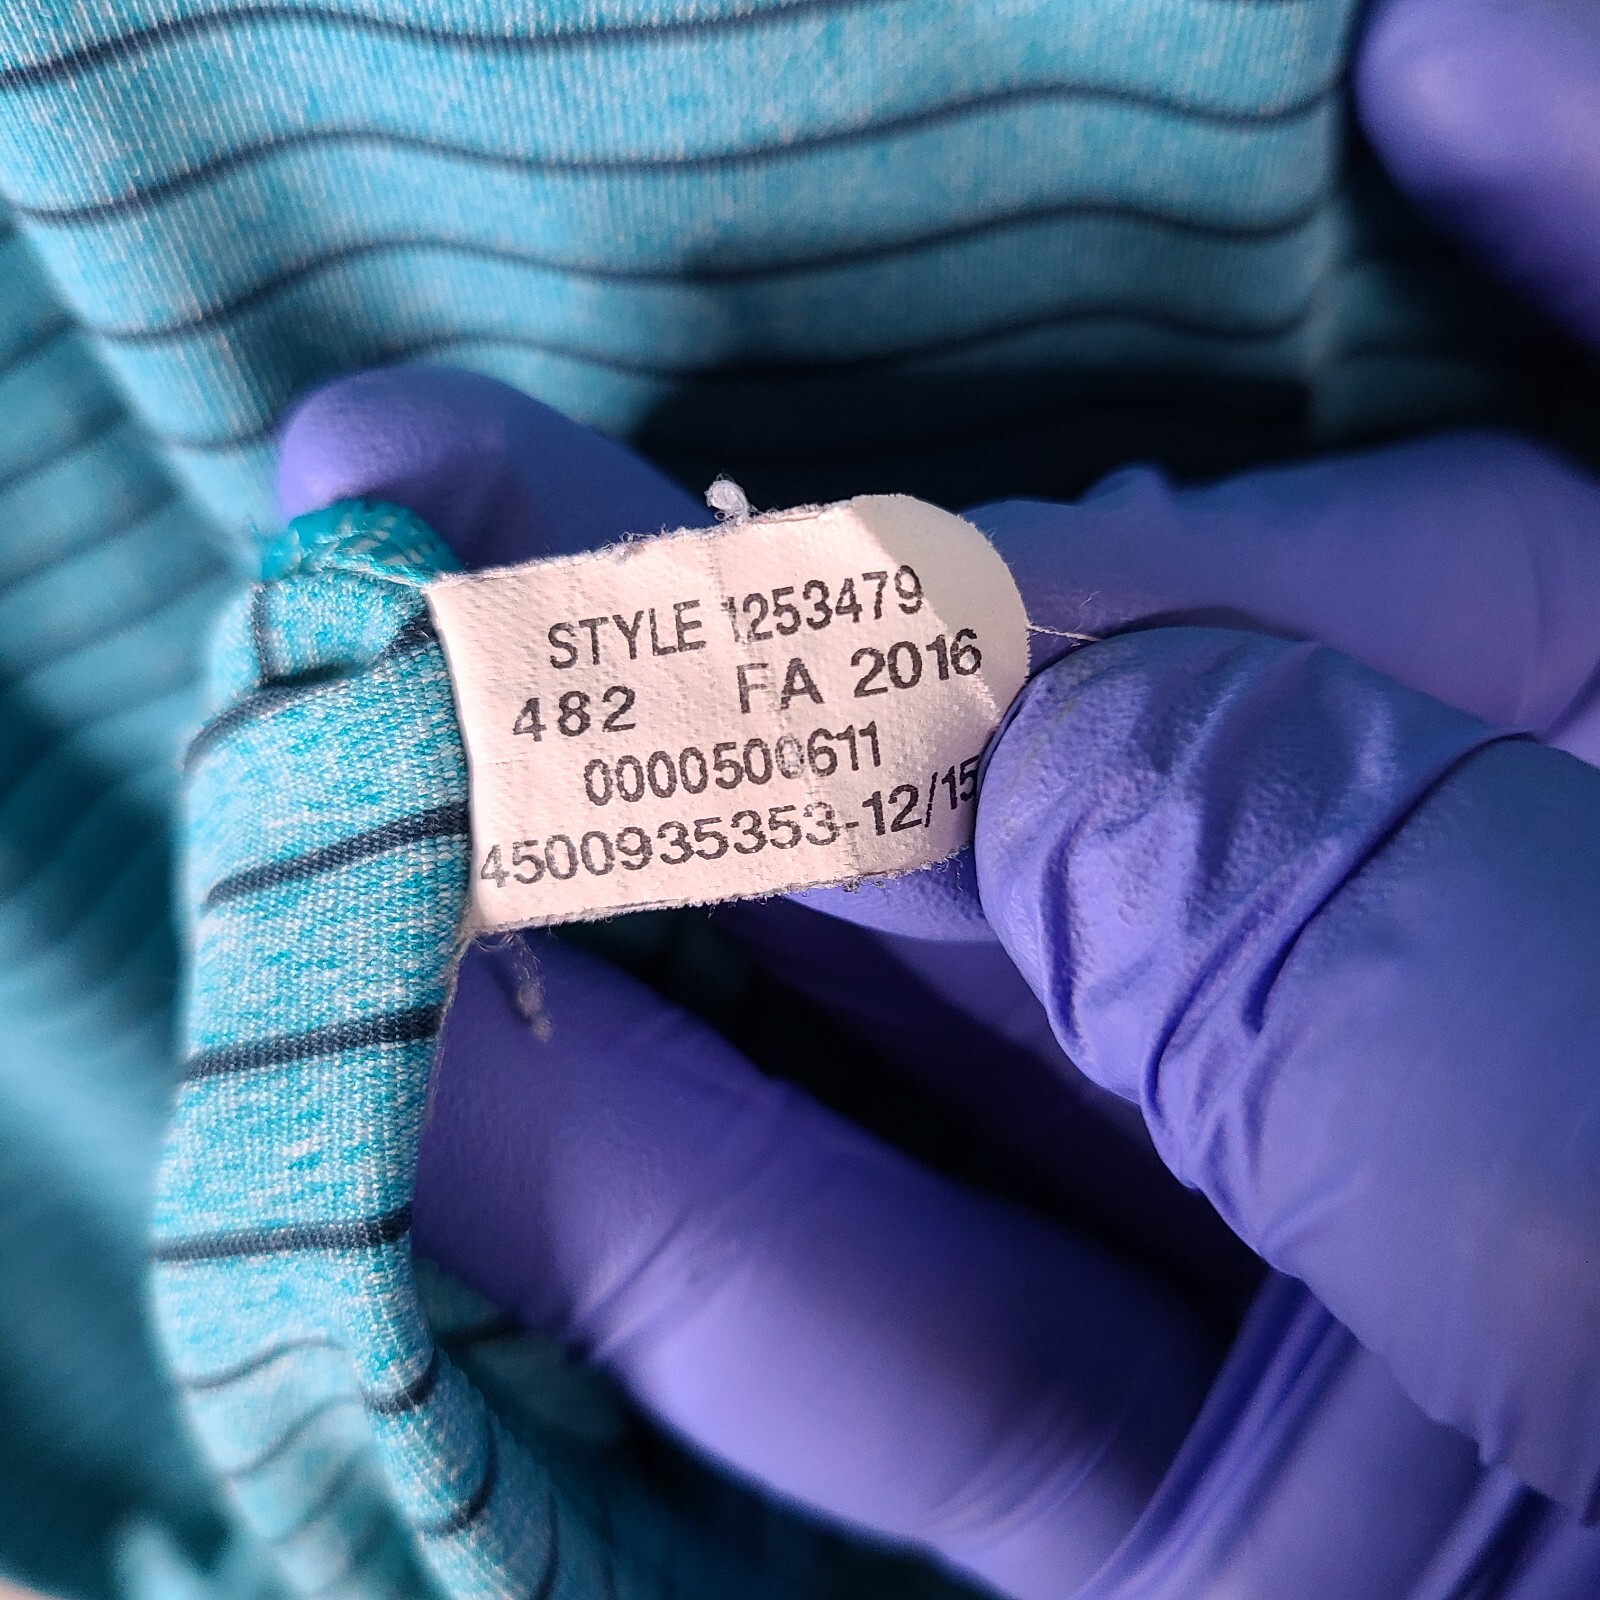 STYLE 1253479
482 FA 2016
0000500611
4500935353-12/15